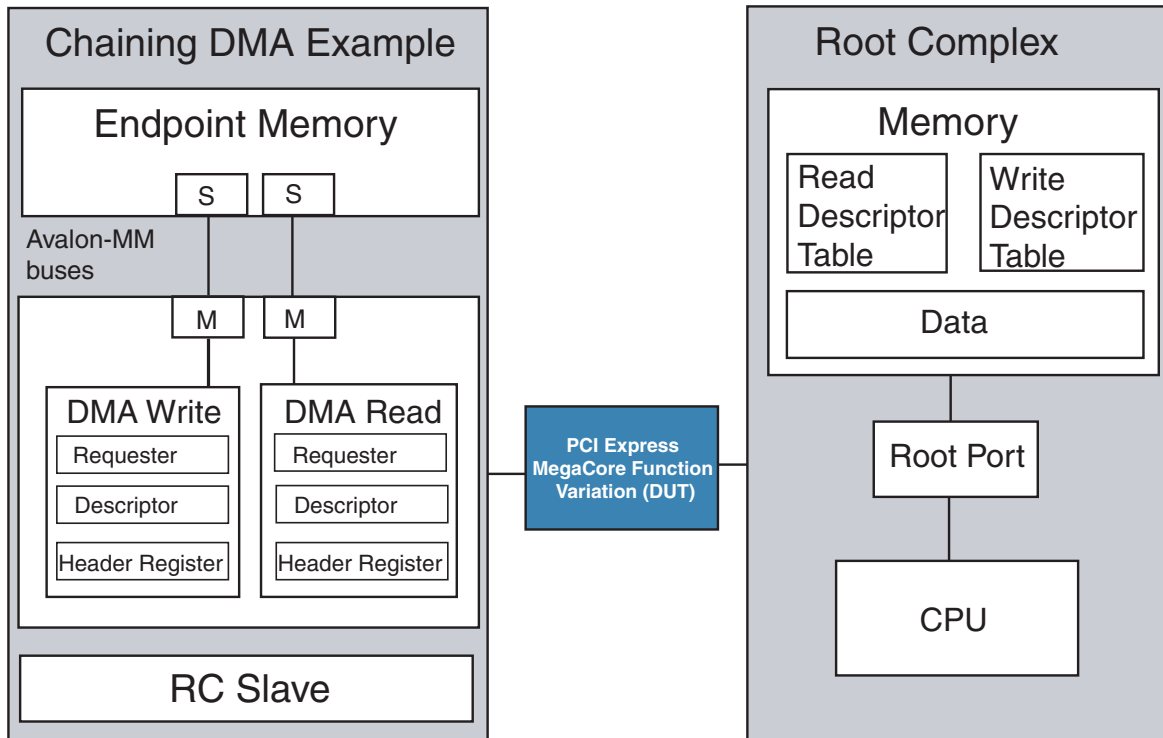 Chaining DMA Example
Endpoint Memory
S
S
Avalon-MM
buses
M
M
DMA Write
Requester
Descriptor
Header Register
DMA Read
Requester
Descriptor
Header Register
RC Slave
PCI Express
MegaCore Function
Variation (DUT)
Root Complex
Memory
Read
Descriptor
Table
Write
Descriptor
Table
Data
Root Port
CPU